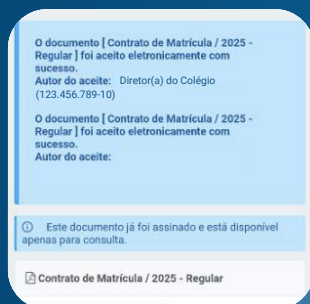 O documento [ Contrato de Matrícula / 2025 -
Regular ] foi aceito eletronicamente com
sucesso.
Autor do aceite: Diretor(a) do Colégio
(123.456.789-10)
O documento [ Contrato de Matrícula / 2025 -
Regular ] foi aceito eletronicamente com
sucesso.
Autor do aceite:
Este documento já foi assinado e está disponível
apenas para consulta.
Contrato de Matrícula / 2025 - Regular